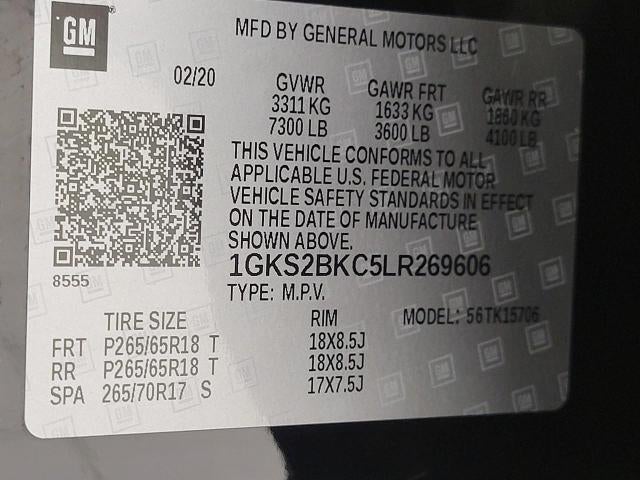 GM
MFD BY GENERAL MOTORS LLC
02/20 GVWR GAWR FRT GAWR RR
3311 KG 1633 KG 1860 KG
7300 LB 3600 LB 4100 LB
THIS VEHICLE CONFORMS TO ALL
APPLICABLE U.S. FEDERAL MOTOR
VEHICLE SAFETY STANDARDS IN EFFECT
ON THE DATE OF MANUFACTURE
SHOWN ABOVE.
8555
1GKS2BKC5LR269606
TYPE: M.P.V.
TIRE SIZE RIM MODEL: 56TK15706
FRT P265/65R18 T 18X8.5J
RR P265/65R18 T 18X8.5J
SPA 265/70R17 S 17X7.5J